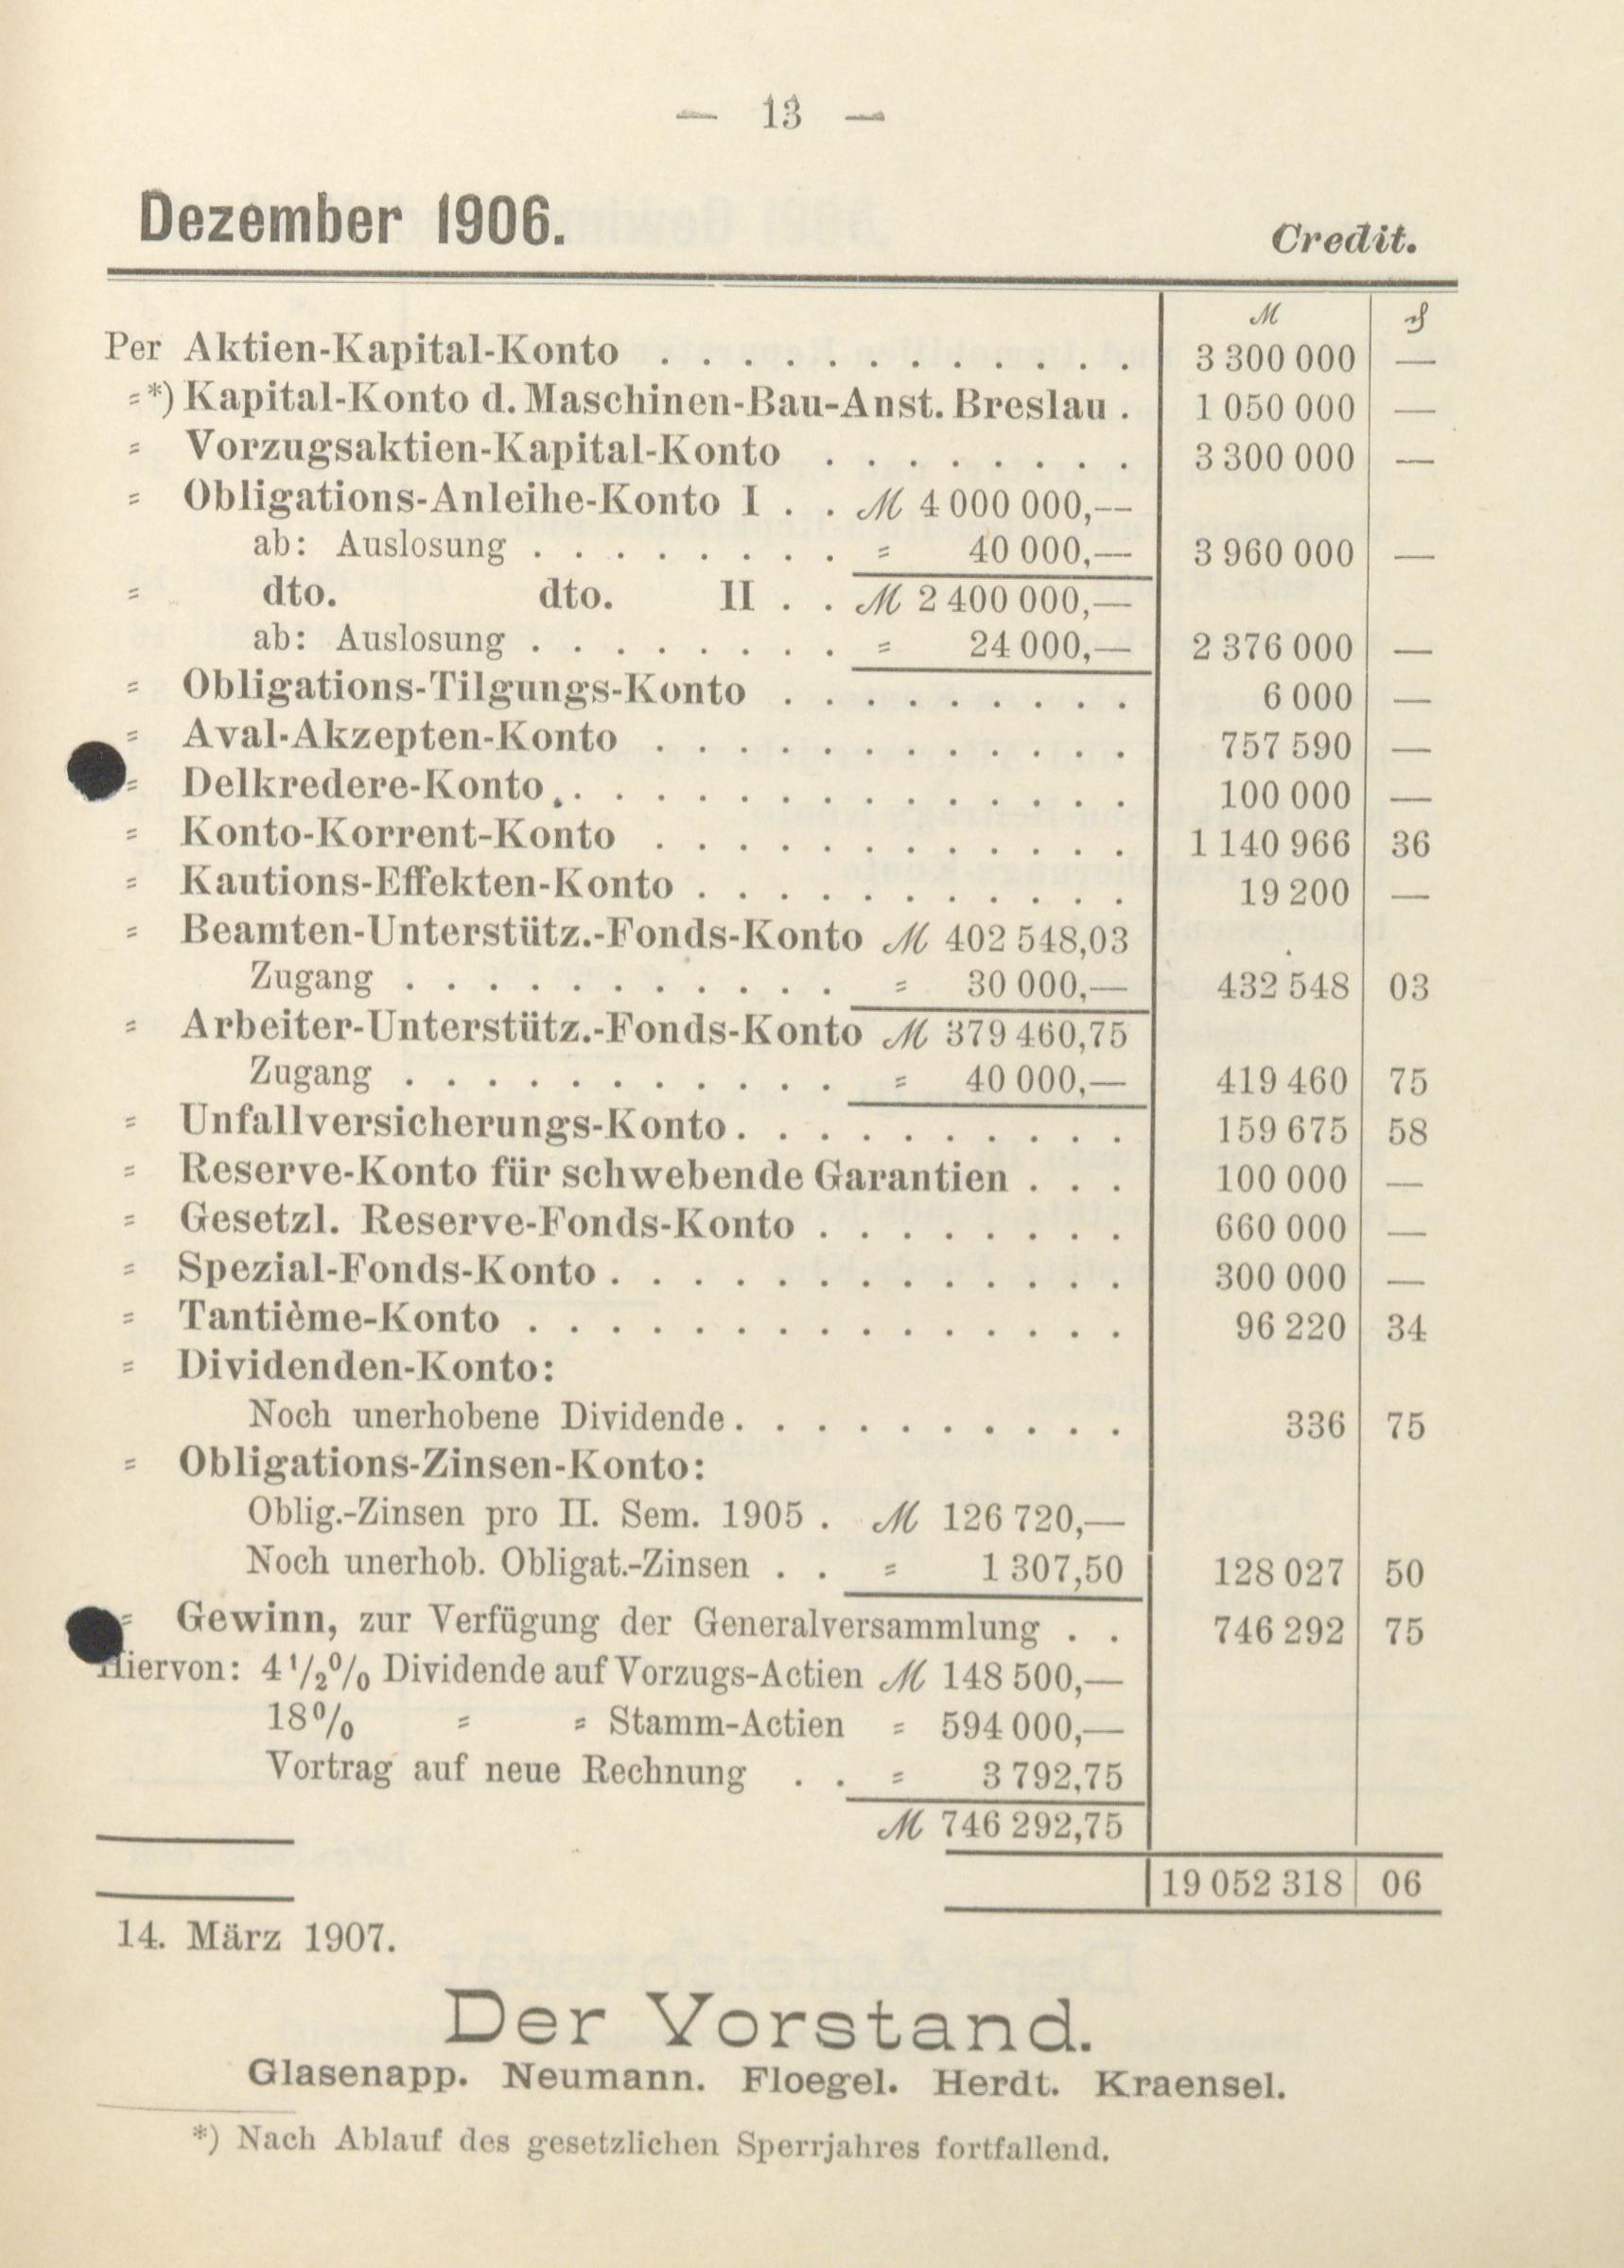 — 13 —
Dezember 1906. Credit.
ℳ ₰
Per Aktien-Kapital-Konto . . . . . . . . . . . . 3 300 000 —
=*) Kapital-Konto d. Maschinen-Bau-Anst. Breslau . 1 050 000 —
= Vorzugsaktien-Kapital-Konto . . . . . . . . 3 300 000 —
= Obligations-Anleihe-Konto I . . ℳ 4 000 000,—
ab: Auslosung . . . . . . . . = 40 000,— 3 960 000 —
= dto. dto. II . . ℳ 2 400 000,—
ab: Auslosung . . . . . . . . = 24 000,— 2 376 000 —
= Obligations-Tilgungs-Konto . . . . . . . . . 6 000 —
= Aval-Akzepten-Konto . . . . . . . . . . . . 757 590 —
= Delkredere-Konto . . . . . . . . . . . . . . 100 000 —
= Konto-Korrent-Konto . . . . . . . . . . . . 1 140 966 36
= Kautions-Effekten-Konto . . . . . . . . . . . 19 200 —
= Beamten-Unterstütz.-Fonds-Konto ℳ 402 548,03
Zugang . . . . . . . . . . . = 30 000,— 432 548 03
= Arbeiter-Unterstütz.-Fonds-Konto ℳ 379 460,75
Zugang . . . . . . . . . . . = 40 000,— 419 460 75
= Unfallversicherungs-Konto . . . . . . . . . . 159 675 58
= Reserve-Konto für schwebende Garantien . . . 100 000 —
= Gesetzl. Reserve-Fonds-Konto . . . . . . . . 660 000 —
= Spezial-Fonds-Konto . . . . . . . . . . . . . 300 000 —
= Tantième-Konto . . . . . . . . . . . . . . . 96 220 34
= Dividenden-Konto:
Noch unerhobene Dividende . . . . . . . . . . 336 75
= Obligations-Zinsen-Konto:
Oblig.-Zinsen pro II. Sem. 1905 . ℳ 126 720,—
Noch unerhob. Obligat.-Zinsen . . = 1 307,50 128 027 50
= Gewinn, zur Verfügung der Generalversammlung . . 746 292 75
Hiervon: 4 1/2% Dividende auf Vorzugs-Actien ℳ 148 500,—
18% = = Stamm-Actien = 594 000,—
Vortrag auf neue Rechnung . . = 3 792,75
ℳ 746 292,75
19 052 318 06
14. März 1907.
Der Vorstand.
Glasenapp. Neumann. Floegel. Herdt. Kraensel.
*) Nach Ablauf des gesetzlichen Sperrjahres fortfallend.